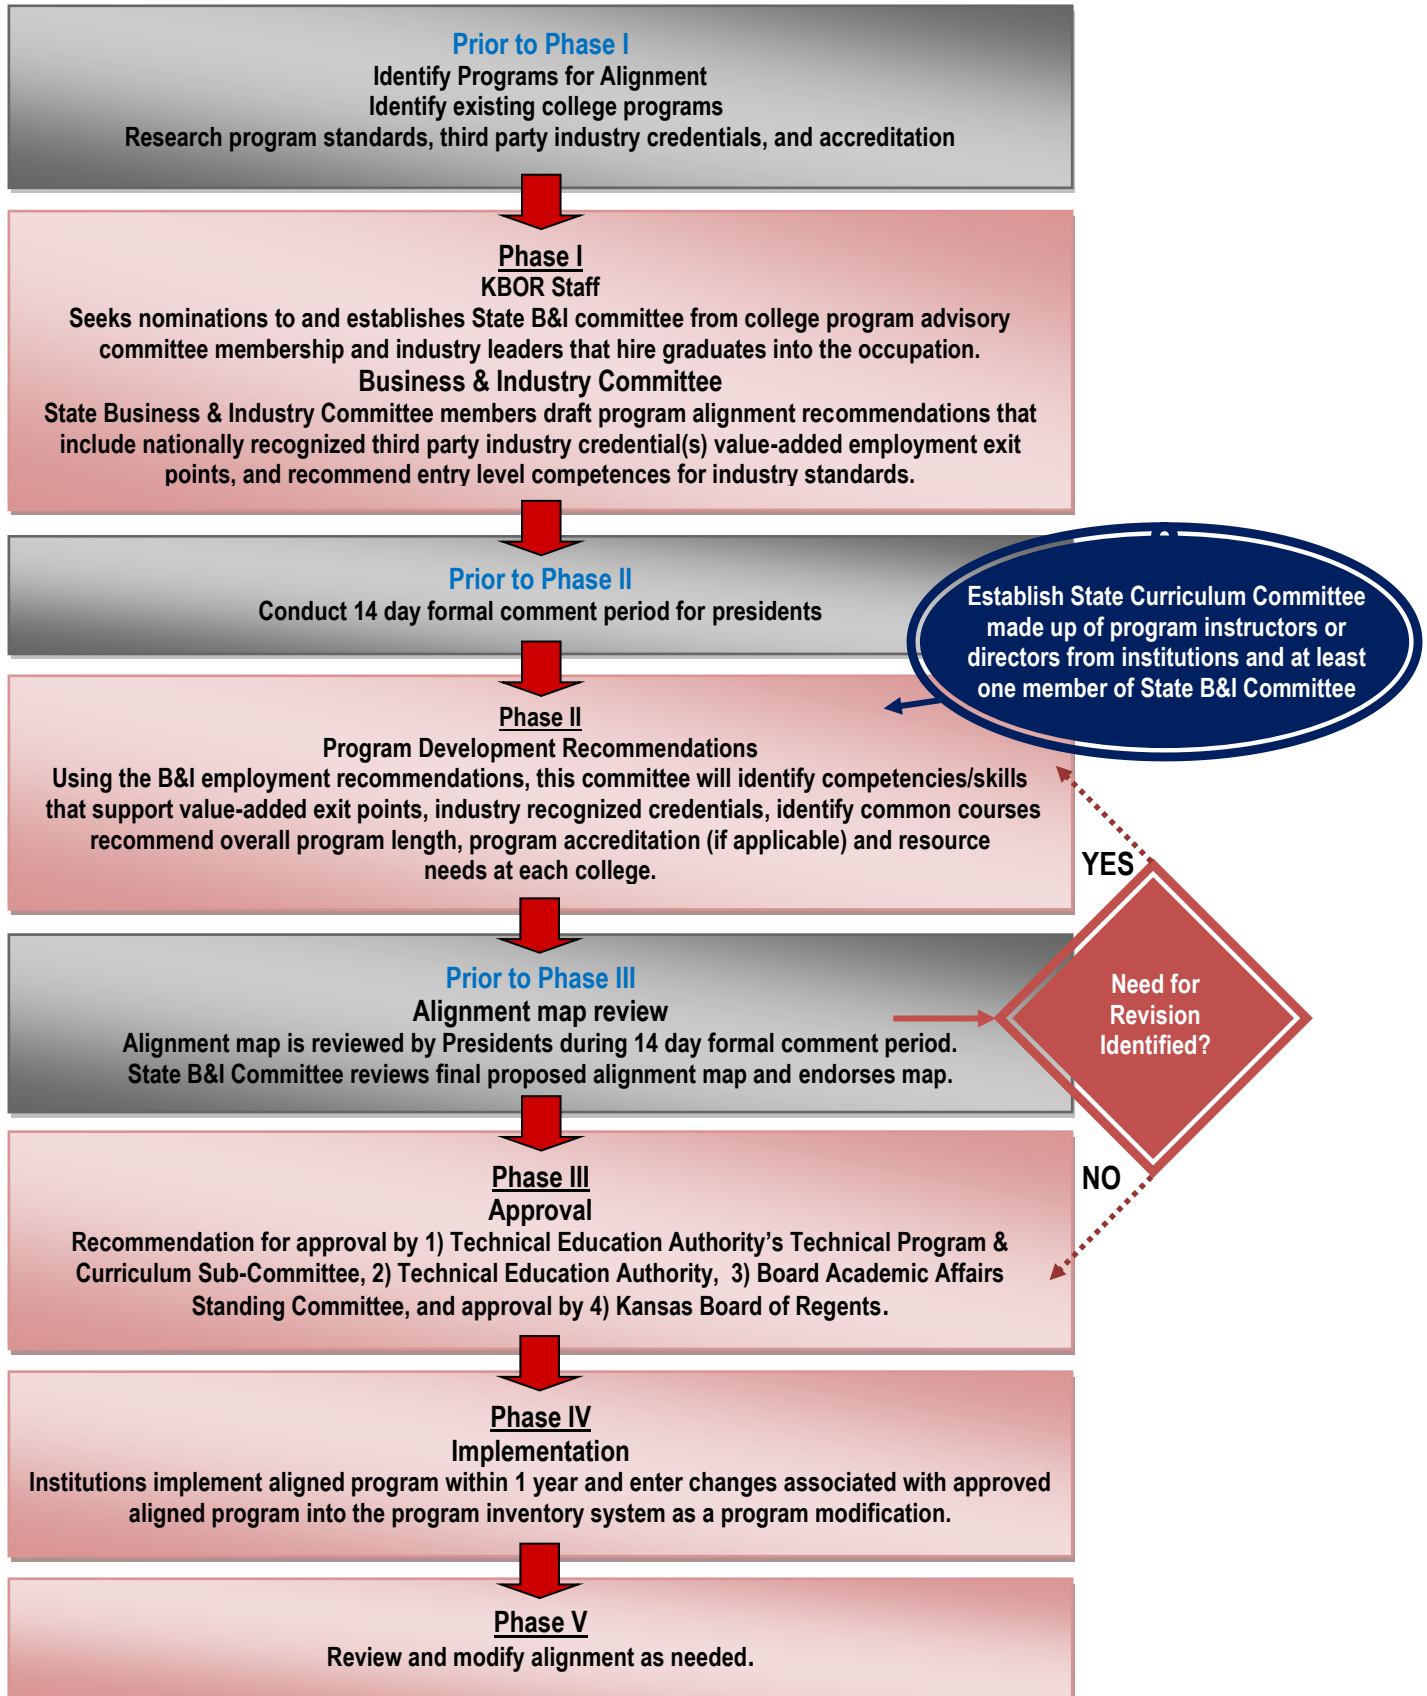 Prior to Phase I
Identify Programs for Alignment
Identify existing college programs
Research program standards, third party industry credentials, and accreditation
Phase I
KBOR Staff
Seeks nominations to and establishes State B&I committee from college program advisory
committee membership and industry leaders that hire graduates into the occupation.
Business & Industry Committee
State Business & Industry Committee members draft program alignment recommendations that
include nationally recognized third party industry credential(s) value-added employment exit
points, and recommend entry level competences for industry standards.
Prior to Phase II
Conduct 14 day formal comment period for presidents
Establish State Curriculum Committee
made up of program instructors or
directors from institutions and at least
one member of State B&I Committee
Phase II
Program Development Recommendations
Using the B&I employment recommendations, this committee will identify competencies/skills
that support value-added exit points, industry recognized credentials, identify common courses
recommend overall program length, program accreditation (if applicable) and resource
needs at each college.
YES
Prior to Phase III
Alignment map review
Alignment map is reviewed by Presidents during 14 day formal comment period.
State B&I Committee reviews final proposed alignment map and endorses map.
Need for
Revision
Identified?
NO
Phase III
Approval
Recommendation for approval by 1) Technical Education Authority's Technical Program &
Curriculum Sub-Committee, 2) Technical Education Authority,  3) Board Academic Affairs
Standing Committee, and approval by 4) Kansas Board of Regents.
Phase IV
Implementation
Institutions implement aligned program within 1 year and enter changes associated with approved
aligned program into the program inventory system as a program modification.
Phase V
Review and modify alignment as needed.